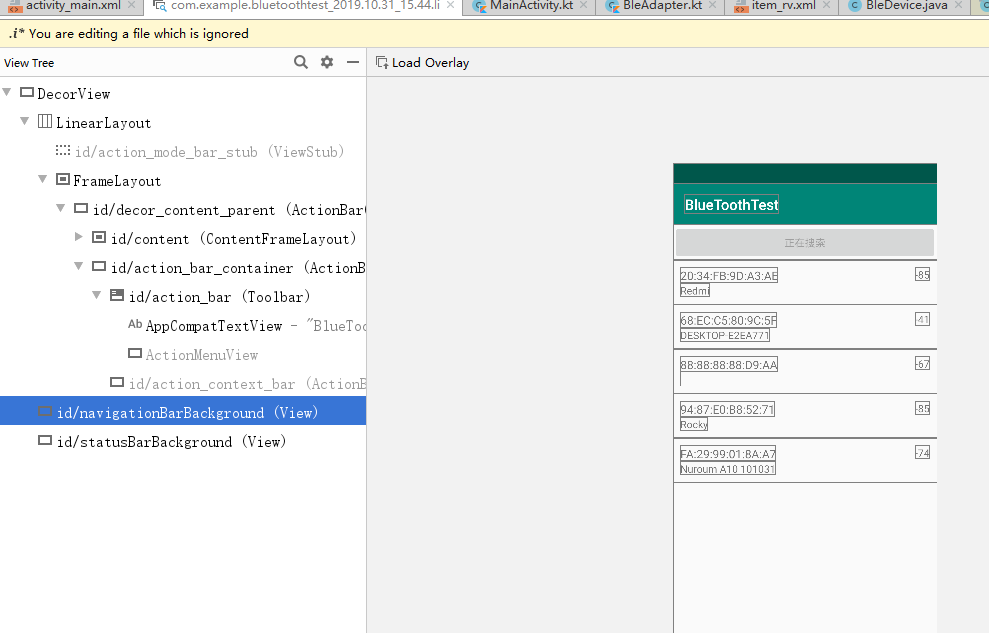 activity_main.xml com.example.bluetoothtest_2019.10.31_15.44.li MainActivity.kt BleAdapter.kt item_rv.xml BleDevice.java
.i* You are editing a file which is ignored
View Tree Load Overlay
DecorView
LinearLayout
id/action_mode_bar_stub (ViewStub)
FrameLayout
id/decor_content_parent (ActionBar
id/content (ContentFrameLayout)
id/action_bar_container (ActionB
id/action_bar (Toolbar)
Ab AppCompatTextView - "BlueToo
ActionMenuView
id/action_context_bar (ActionB
id/navigationBarBackground (View)
id/statusBarBackground (View)
BlueToothTest
正在搜索
20:34:FB:9D:A3:AE -85
Redmi
68:EC:C5:80:9C:5F -41
DESKTOP-E2EA771
8B:8B:88:88:D9:AA -67
94:87:E0:B8:52:71 -85
Rocky
FA:29:99:01:8A:A7 -74
Nuroum A10 101031